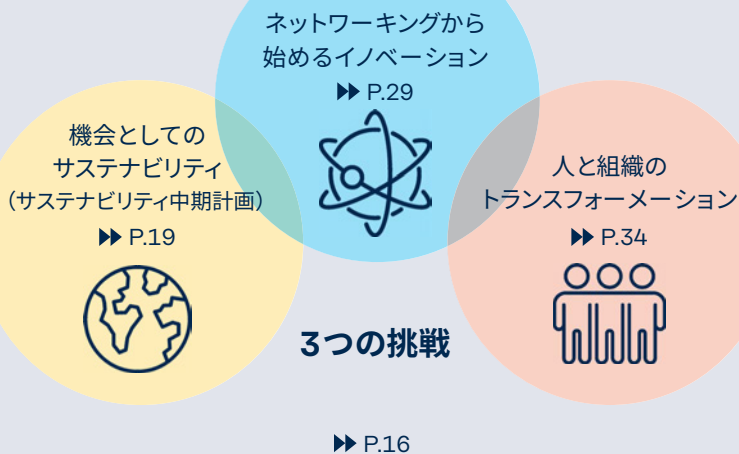 ネットワーキングから
始めるイノベーション
P.29
機会としての
サステナビリティ
（サステナビリティ中期計画）
P.19
人と組織の
トランスフォーメーション
P.34
3つの挑戦
P.16